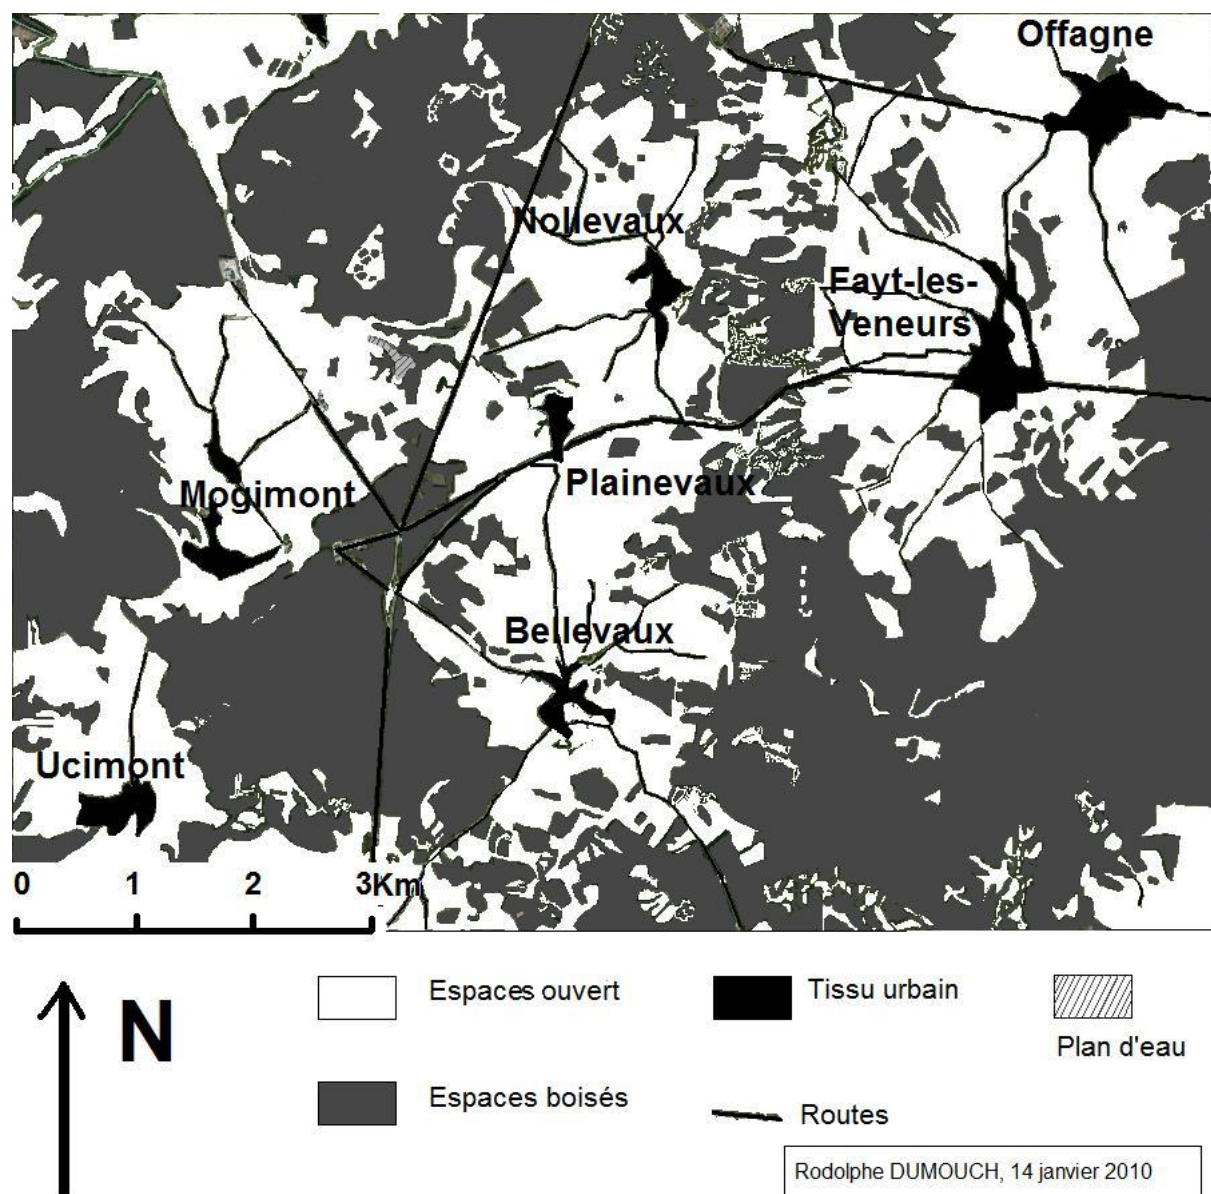 Offagne
Nollevaux
Fayt-les-
Veneurs
Plainevaux
Mogimont
Bellevaux
Ucimont
0 1 2 3Km
N
Espaces ouvert
Tissu urbain
Plan d'eau
Espaces boisés
Routes
Rodolphe DUMOUCH, 14 janvier 2010